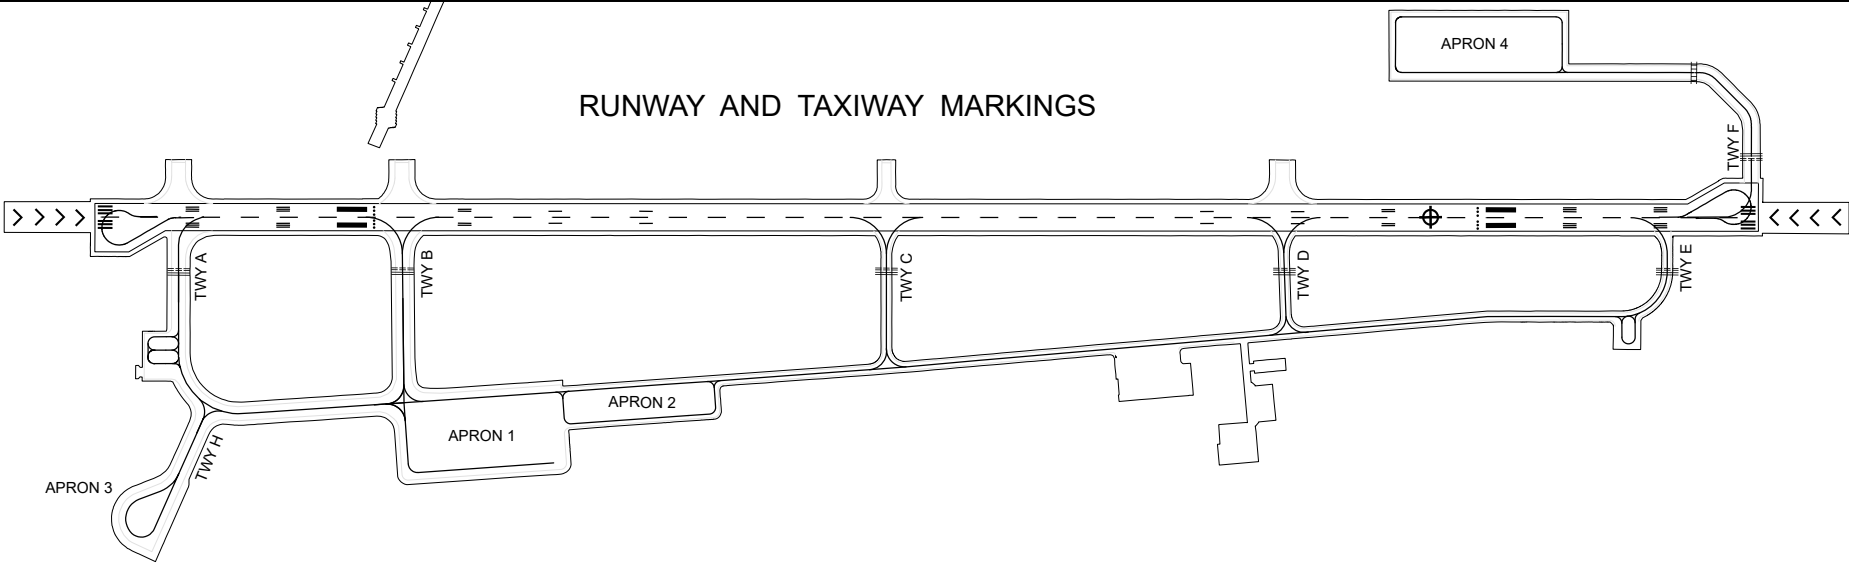 APRON 4
RUNWAY AND TAXIWAY MARKINGS
TWY F
TWY A
TWY B
TWY C
TWY D
TWY E
APRON 2
APRON 1
TWY H
APRON 3